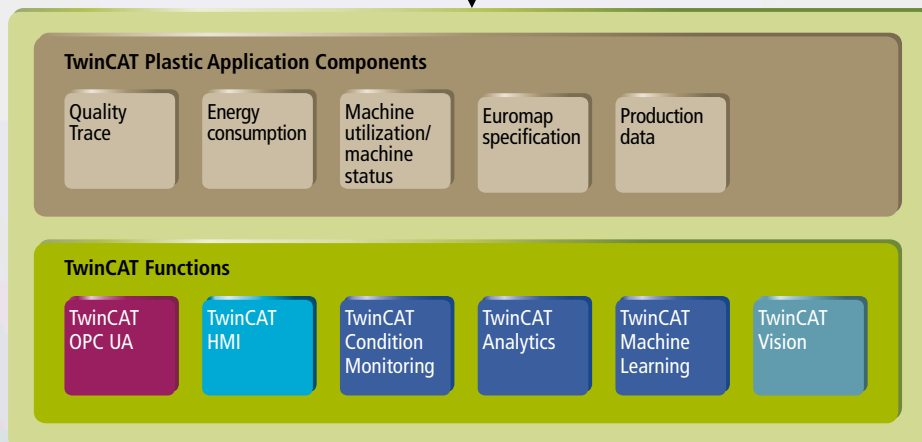 TwinCAT Plastic Application Components
Quality
Trace
Energy
consumption
Machine
utilization/
machine
status
Euromap
specification
Production
data
TwinCAT Functions
TwinCAT
OPC UA
TwinCAT
HMI
TwinCAT
Condition
Monitoring
TwinCAT
Analytics
TwinCAT
Machine
Learning
TwinCAT
Vision